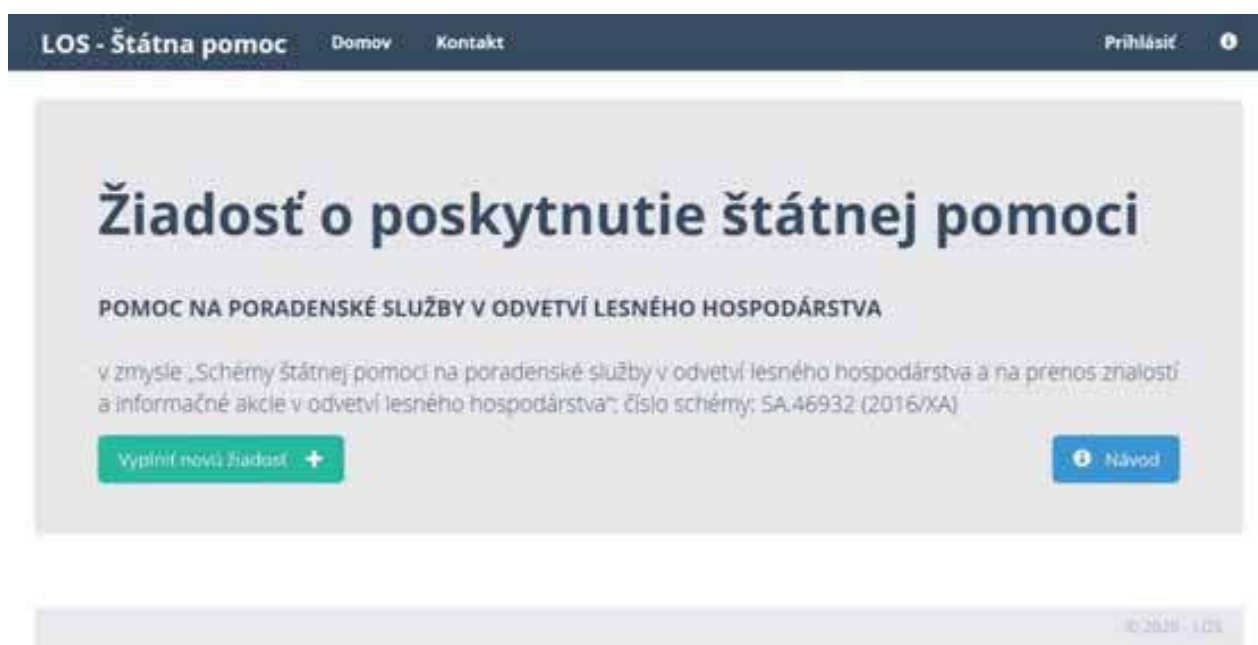 LOS - Štátna pomoc Domov Kontakt Prihlásiť
Žiadosť o poskytnutie štátnej pomoci
POMOC NA PORADENSKÉ SLUŽBY V ODVETVÍ LESNÉHO HOSPODÁRSTVA
v zmysle „Schémy štátnej pomoci na poradenské služby v odvetví lesného hospodárstva a na prenos znalostí
a informačné akcie v odvetví lesného hospodárstva“; číslo schémy: SA.46932 (2016/XA)
Vyplniť novú žiadosť Návod
© 2020 - LOS